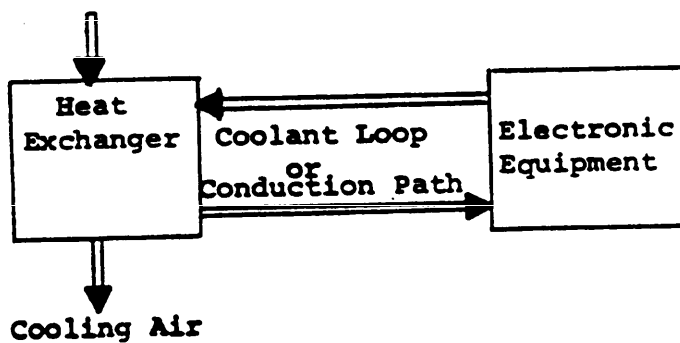 Heat
Exchanger
Coolant Loop
or
Conduction Path
Electronic
Equipment
Cooling Air